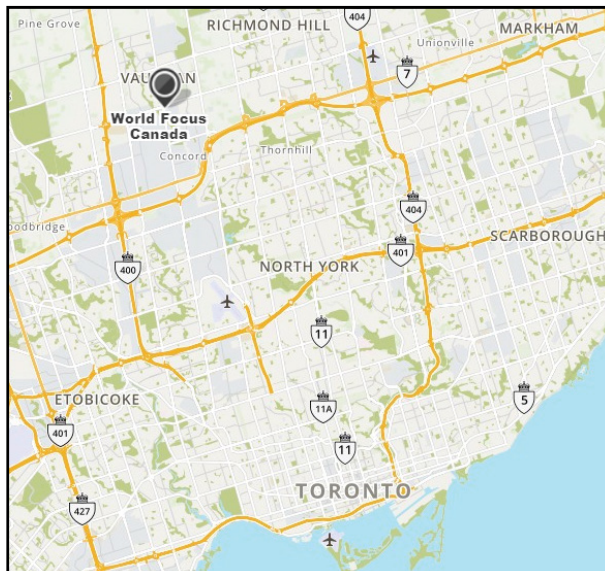 Pine Grove
RICHMOND HILL
404
MARKHAM
Unionville
7
World Focus
Canada
Concord
Thornhill
404
SCARBOROUGH
401
400
NORTH YORK
11
ETOBICOKE
11A
5
401
11
TORONTO
427